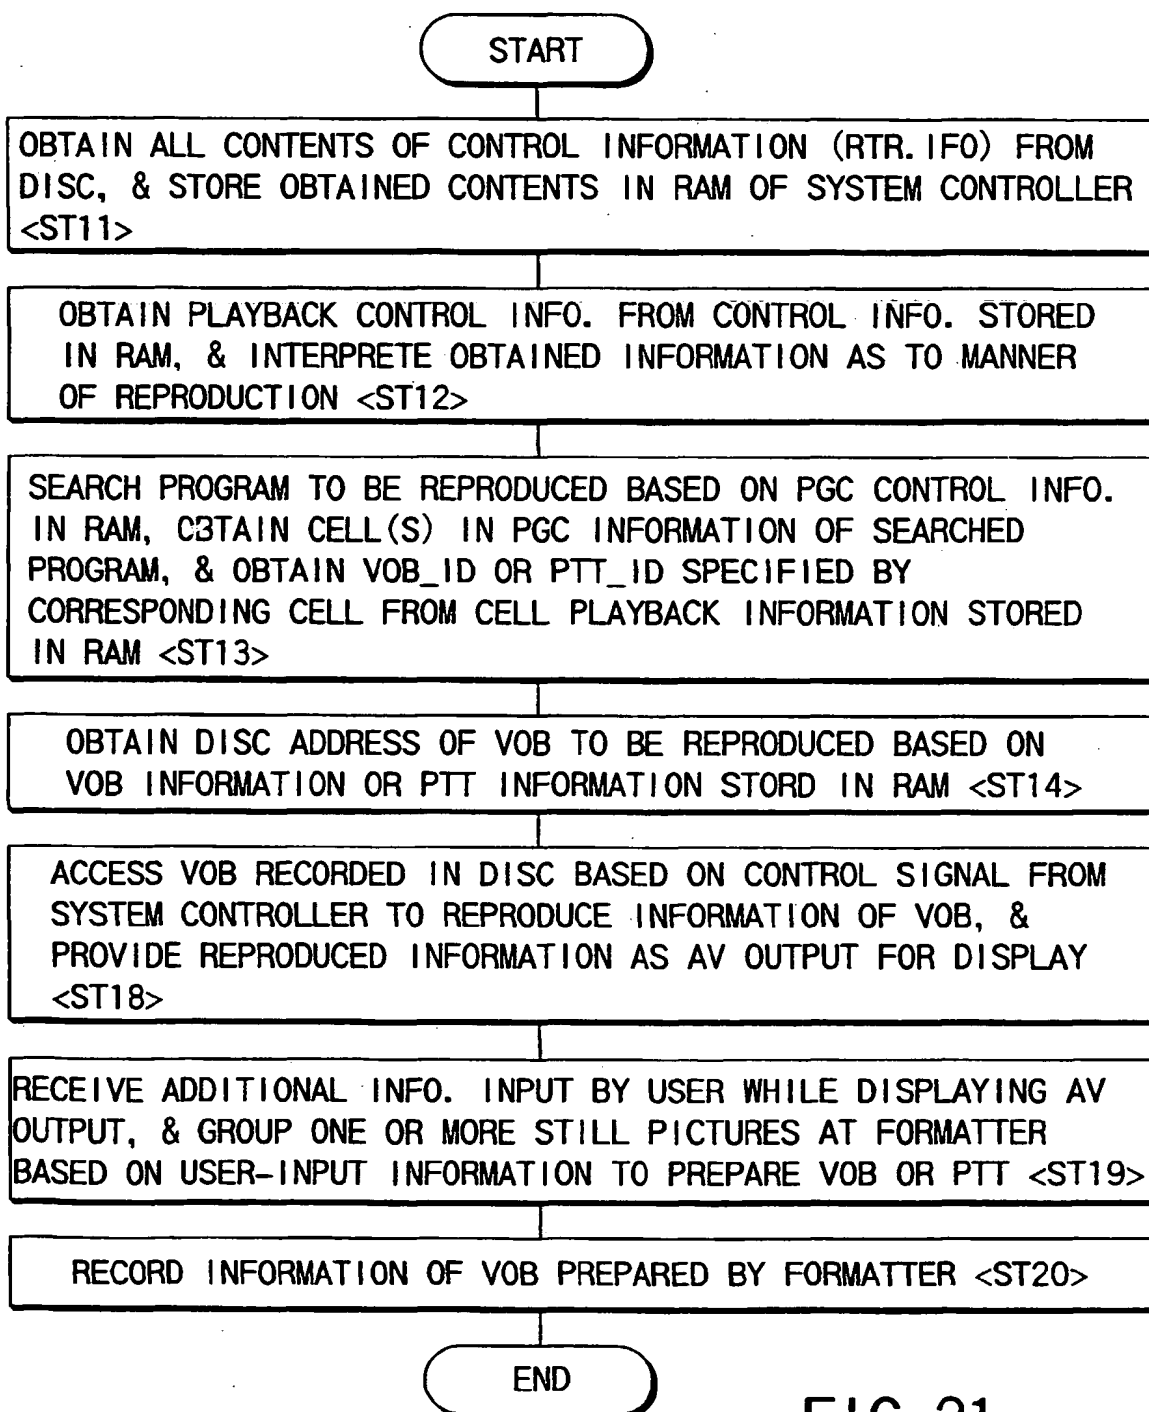 START
OBTAIN ALL CONTENTS OF CONTROL INFORMATION (RTR.IFO) FROM
DISC, & STORE OBTAINED CONTENTS IN RAM OF SYSTEM CONTROLLER
<ST11>
OBTAIN PLAYBACK CONTROL INFO. FROM CONTROL INFO. STORED
IN RAM, & INTERPRETE OBTAINED INFORMATION AS TO MANNER
OF REPRODUCTION <ST12>
SEARCH PROGRAM TO BE REPRODUCED BASED ON PGC CONTROL INFO.
IN RAM, OBTAIN CELL(S) IN PGC INFORMATION OF SEARCHED
PROGRAM, & OBTAIN VOB_ID OR PTT_ID SPECIFIED BY
CORRESPONDING CELL FROM CELL PLAYBACK INFORMATION STORED
IN RAM <ST13>
OBTAIN DISC ADDRESS OF VOB TO BE REPRODUCED BASED ON
VOB INFORMATION OR PTT INFORMATION STORD IN RAM <ST14>
ACCESS VOB RECORDED IN DISC BASED ON CONTROL SIGNAL FROM
SYSTEM CONTROLLER TO REPRODUCE INFORMATION OF VOB, &
PROVIDE REPRODUCED INFORMATION AS AV OUTPUT FOR DISPLAY
<ST18>
RECEIVE ADDITIONAL INFO. INPUT BY USER WHILE DISPLAYING AV
OUTPUT, & GROUP ONE OR MORE STILL PICTURES AT FORMATTER
BASED ON USER-INPUT INFORMATION TO PREPARE VOB OR PTT <ST19>
RECORD INFORMATION OF VOB PREPARED BY FORMATTER <ST20>
END
FIG. 21